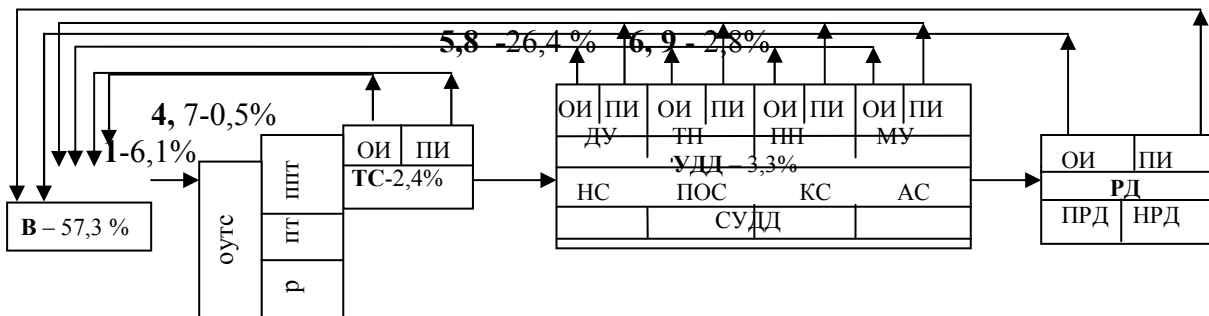 5,8 -26,4 % 6, 9 - 2,8%
4, 7-0,5%
1-6,1%
В – 57,3 %
оутс
ппт
пт
р
ОИ ПИ
ТС-2,4%
ОИ ПИ ОИ ПИ ОИ ПИ ОИ ПИ
ДУ ТП ПП МУ
УДД – 3,3%
НС ПОС КС АС
СУДД
ОИ ПИ
РД
ПРД НРД